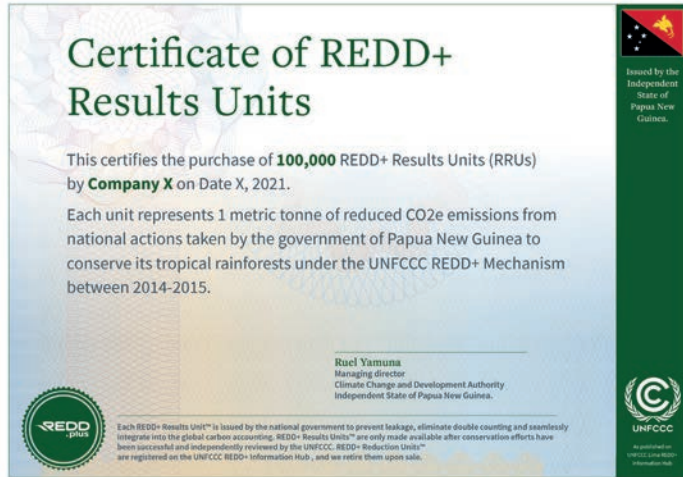 Certificate of REDD+
Results Units
This certifies the purchase of 100,000 REDD+ Results Units (RRUs)
by Company X on Date X, 2021.
Each unit represents 1 metric tonne of reduced CO2e emissions from
national actions taken by the government of Papua New Guinea to
conserve its tropical rainforests under the UNFCCC REDD+ Mechanism
between 2014-2015.
Ruel Yamuna
Managing director
Climate Change and Development Authority
Independent State of Papua New Guinea.
REDD
.plus
Each REDD+ Results Unit™ is issued by the national government to prevent leakage, eliminate double counting and seamlessly
integrate into the global carbon accounting. REDD+ Results Units™ are only made available after conservation efforts have
been successful and independently reviewed by the UNFCCC. REDD+ Reduction Units™
are registered on the UNFCCC REDD+ Information Hub , and we retire them upon sale.
Issued by the
Independent
State of
Papua New
Guinea.
UNFCCC
As published on
UNFCCC Lima REDD+
Information Hub